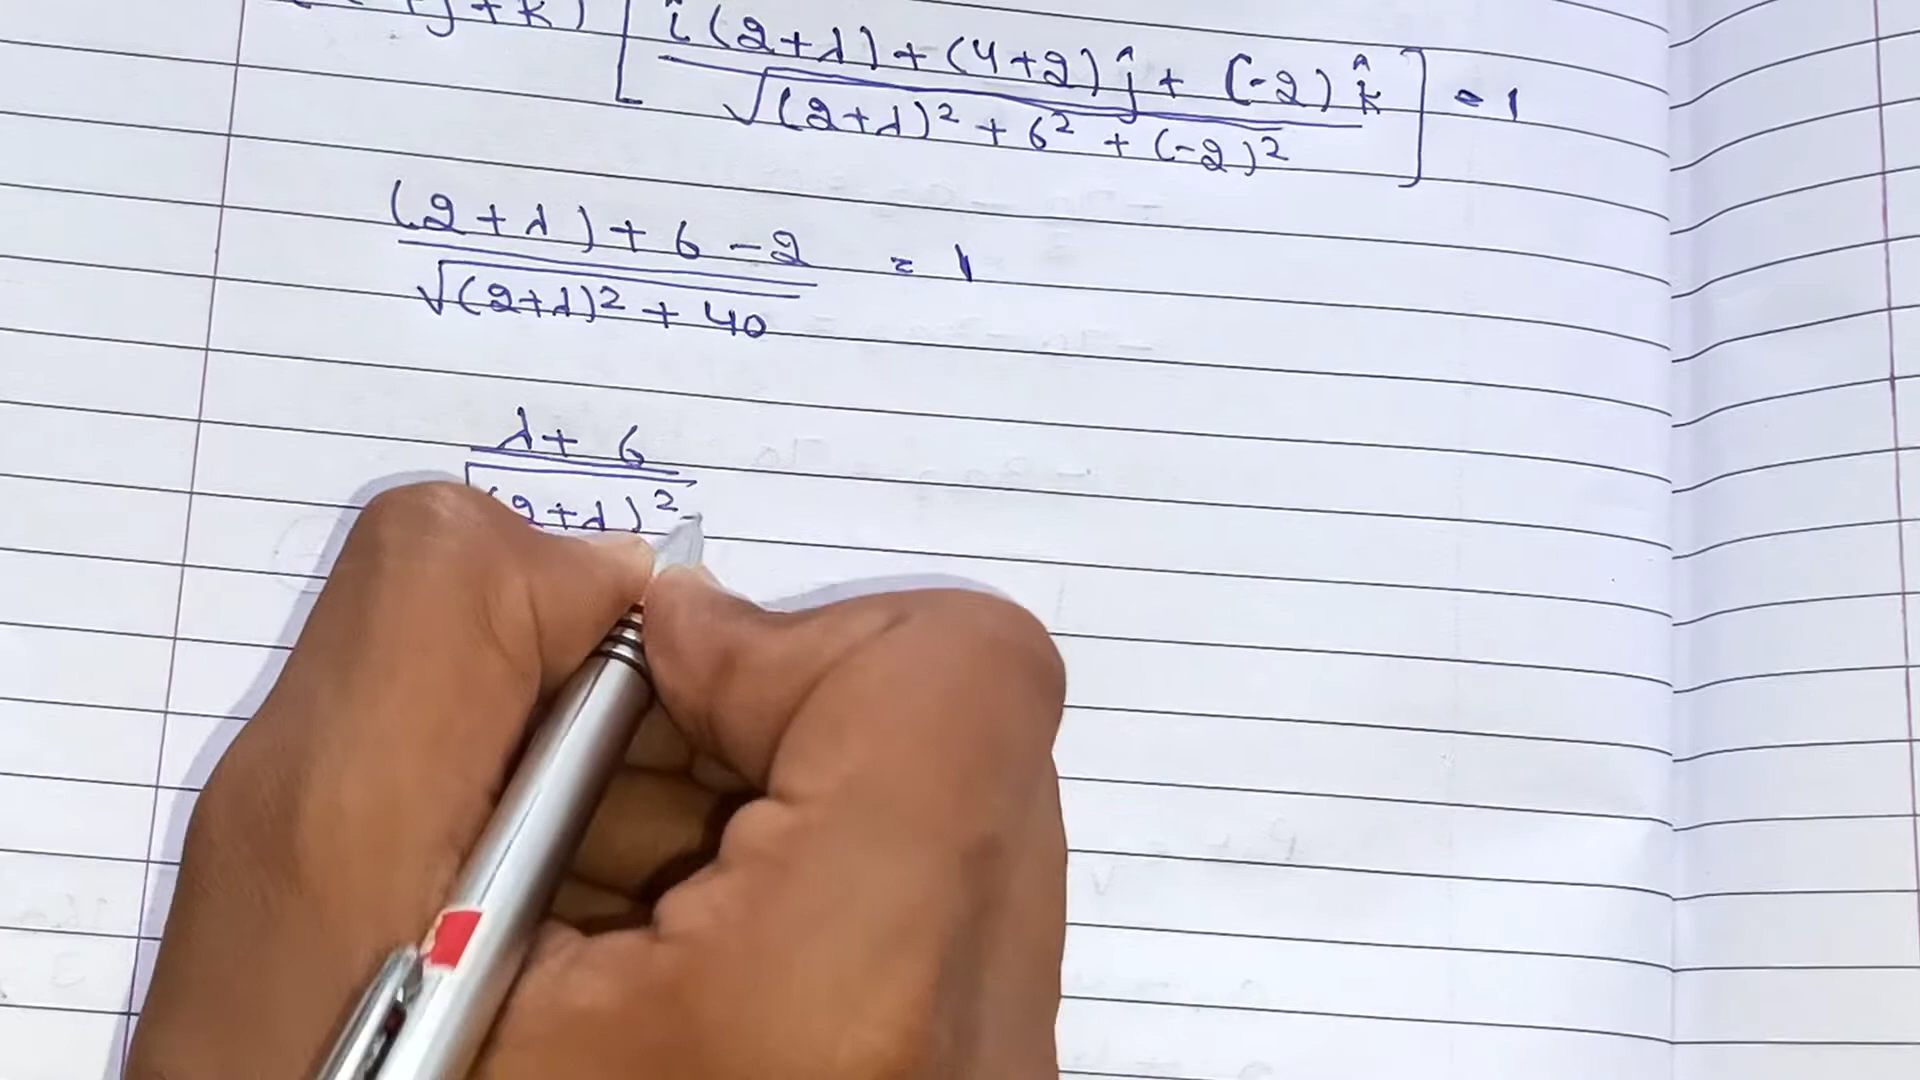 j + k ) [ î (2+λ) + (4+2) ĵ + (-2) k̂ ] = 1
√(2+λ)² + 6² + (-2)²
(2+λ) + 6 - 2 = 1
√(2+λ)² + 40
λ + 6
(2+λ)²